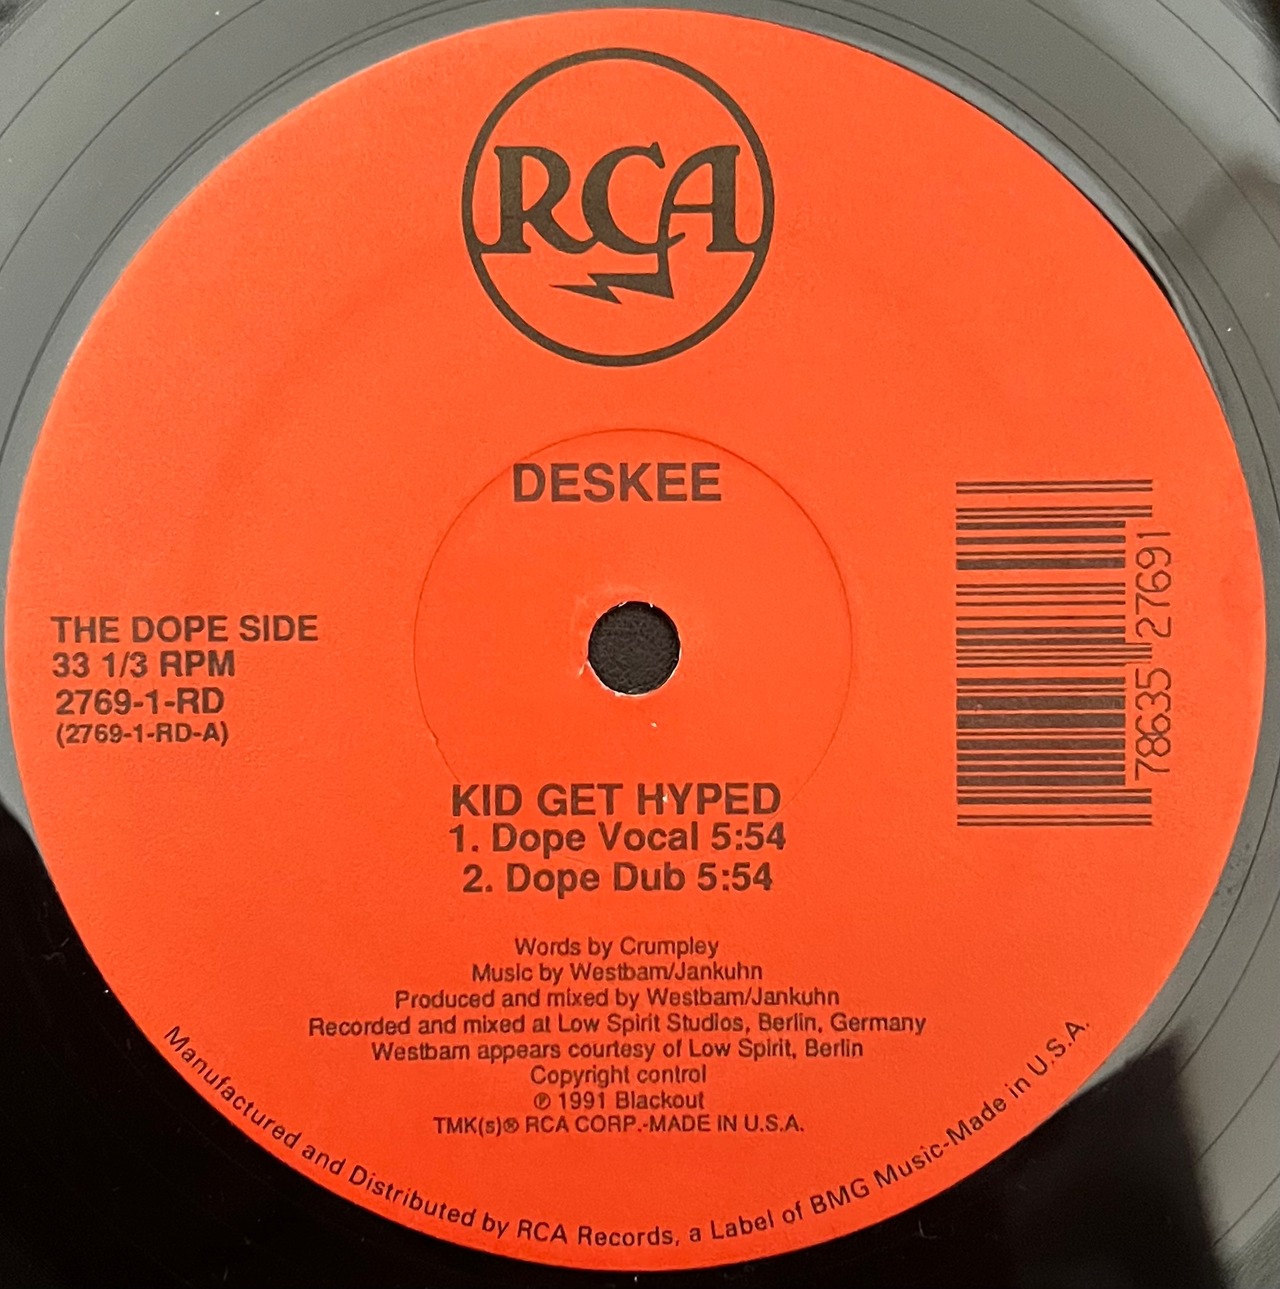 RCA
DESKEE
THE DOPE SIDE
33 1/3 RPM
2769-1-RD
(2769-1-RD-A)
78635 27691
KID GET HYPED
1. Dope Vocal 5:54
2. Dope Dub 5:54
Words by Crumpley
Music by Westbam/Jankuhn
Produced and mixed by Westbam/Jankuhn
Recorded and mixed at Low Spirit Studios, Berlin, Germany
Westbam appears courtesy of Low Spirit, Berlin
Copyright control
℗ 1991 Blackout
TMK(s)® RCA CORP.-MADE IN U.S.A.
Manufactured and Distributed by RCA Records, a Label of BMG Music-Made in U.S.A.